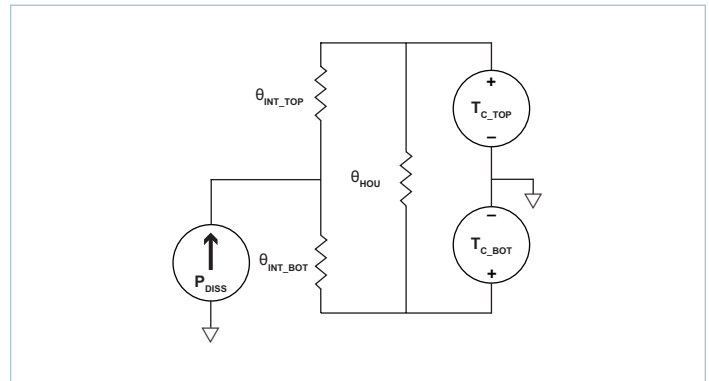 θINT_TOP
+
TC_TOP
–
θHOU
–
TC_BOT
+
θINT_BOT
PDISS